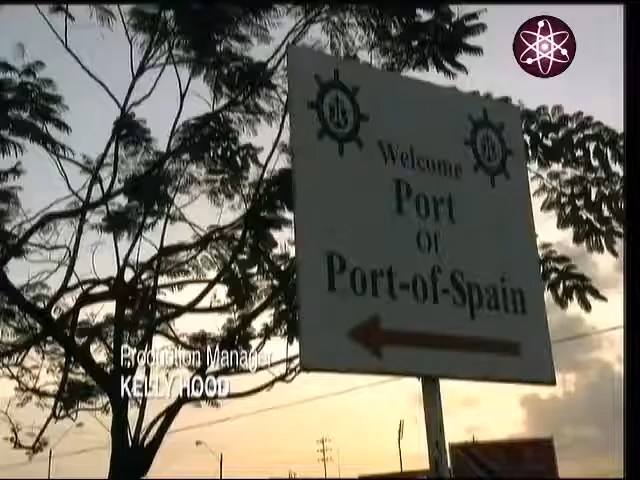 Welcome
Port
Of
Port-of-Spain
Production Manager
KELLY HOOD